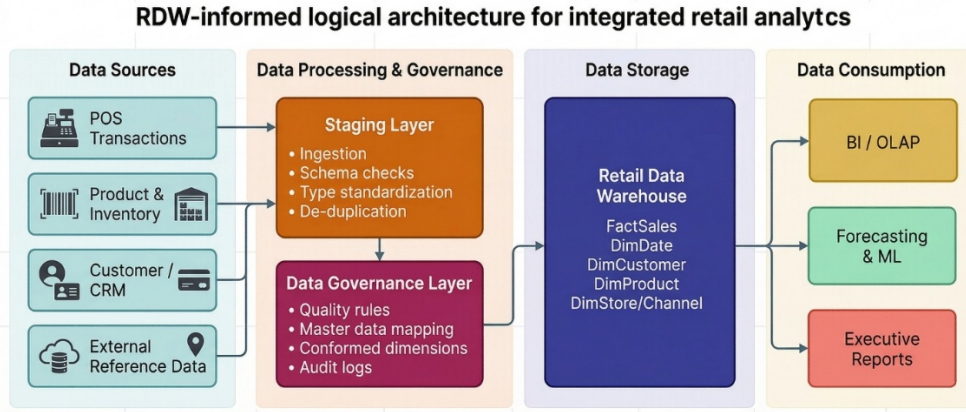 RDW-informed logical architecture for integrated retail analytcs
Data Sources
POS
Transactions
Product &
Inventory
Customer /
CRM
External
Reference Data
Data Processing & Governance
Staging Layer
• Ingestion
• Schema checks
• Type standardization
• De-duplication
Data Governance Layer
• Quality rules
• Master data mapping
• Conformed dimensions
• Audit logs
Data Storage
Retail Data
Warehouse
FactSales
DimDate
DimCustomer
DimProduct
DimStore/Channel
Data Consumption
BI / OLAP
Forecasting
& ML
Executive
Reports